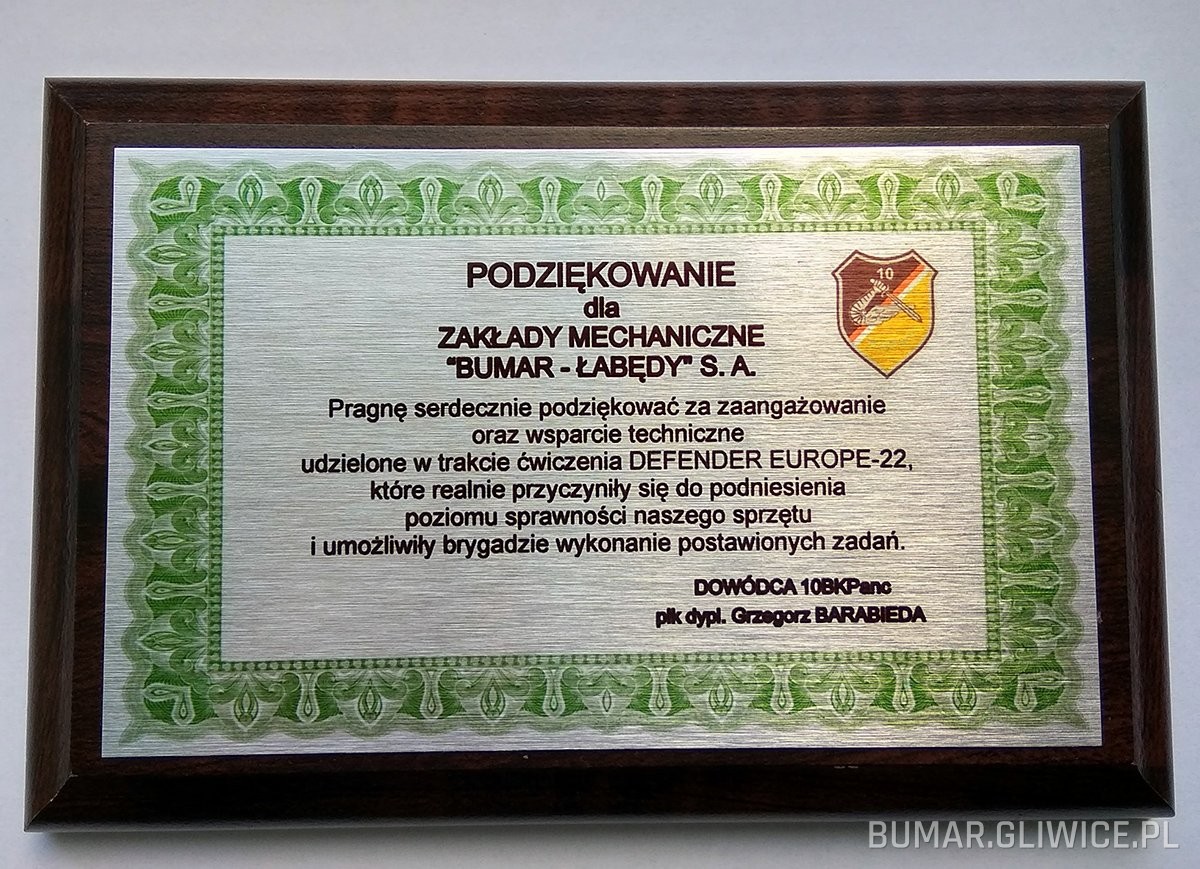 PODZIĘKOWANIE
dla
ZAKŁADY MECHANICZNE
"BUMAR - ŁABĘDY" S. A.
10
Pragnę serdecznie podziękować za zaangażowanie
oraz wsparcie techniczne
udzielone w trakcie ćwiczenia DEFENDER EUROPE-22,
które realnie przyczyniły się do podniesienia
poziomu sprawności naszego sprzętu
i umożliwiły brygadzie wykonanie postawionych zadań.
DOWÓDCA 10BKPanc
płk dypl. Grzegorz BARABIEDA
BUMAR.GLIWICE.PL